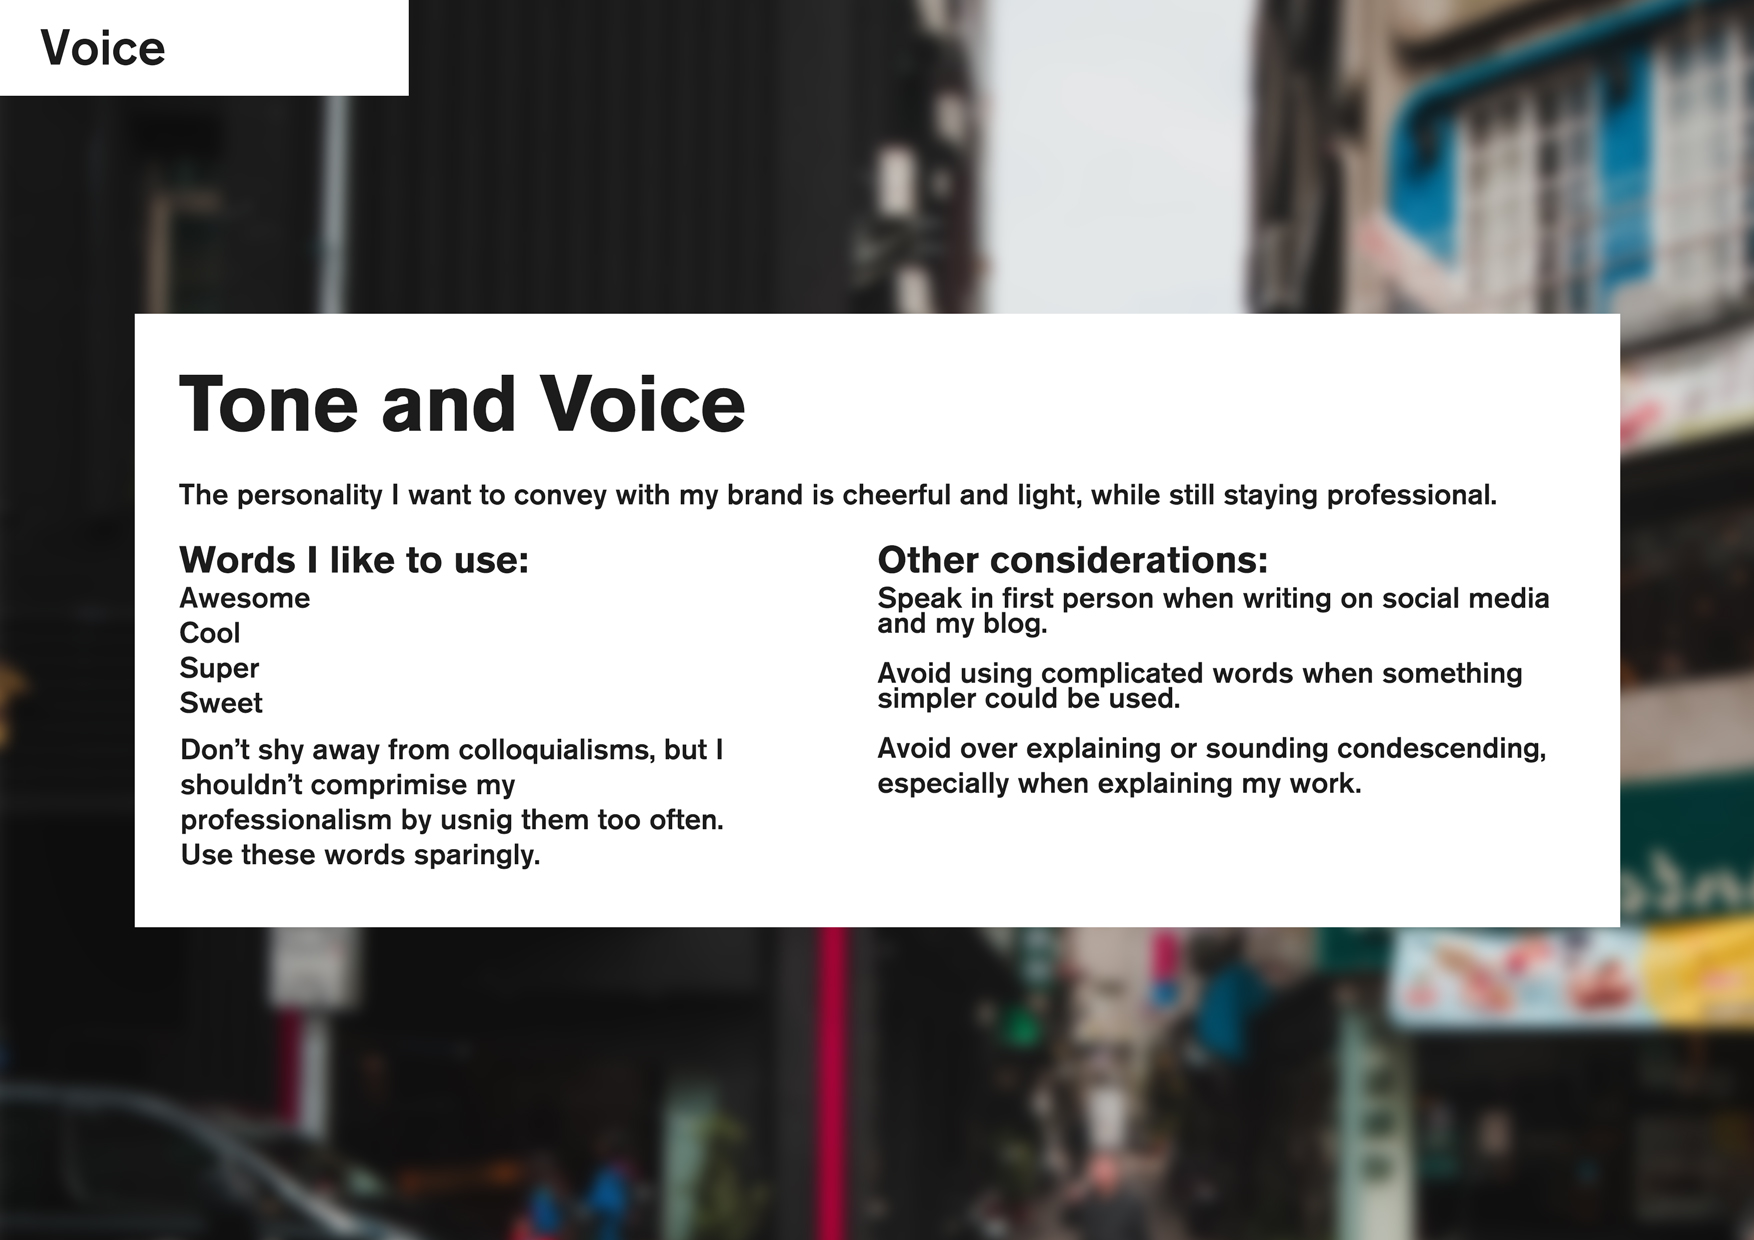 Voice
Tone and Voice
The personality I want to convey with my brand is cheerful and light, while still staying professional.
Words I like to use:
Awesome
Cool
Super
Sweet
Don’t shy away from colloquialisms, but I
shouldn’t comprimise my
professionalism by usnig them too often.
Use these words sparingly.
Other considerations:
Speak in first person when writing on social media
and my blog.
Avoid using complicated words when something
simpler could be used.
Avoid over explaining or sounding condescending,
especially when explaining my work.